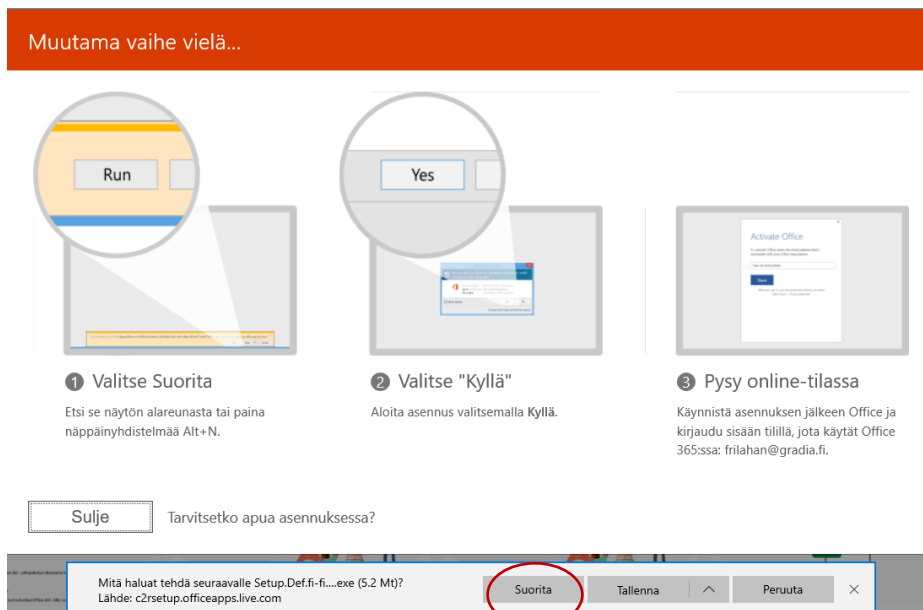 Muutama vaihe vielä...
Run
Yes
Activate Office
1 Valitse Suorita
Etsi se näytön alareunasta tai paina
näppäinyhdistelmää Alt+N.
2 Valitse "Kyllä"
Aloita asennus valitsemalla Kyllä.
3 Pysy online-tilassa
Käynnistä asennuksen jälkeen Office ja
kirjaudu sisään tilillä, jota käytät Office
365:ssa: frilahan@gradia.fi.
Sulje
Tarvitsetko apua asennuksessa?
Mitä haluat tehdä seuraavalle Setup.Def.fi-fi....exe (5.2 Mt)?
Lähde: c2rsetup.officeapps.live.com
Suorita
Tallenna
Peruuta